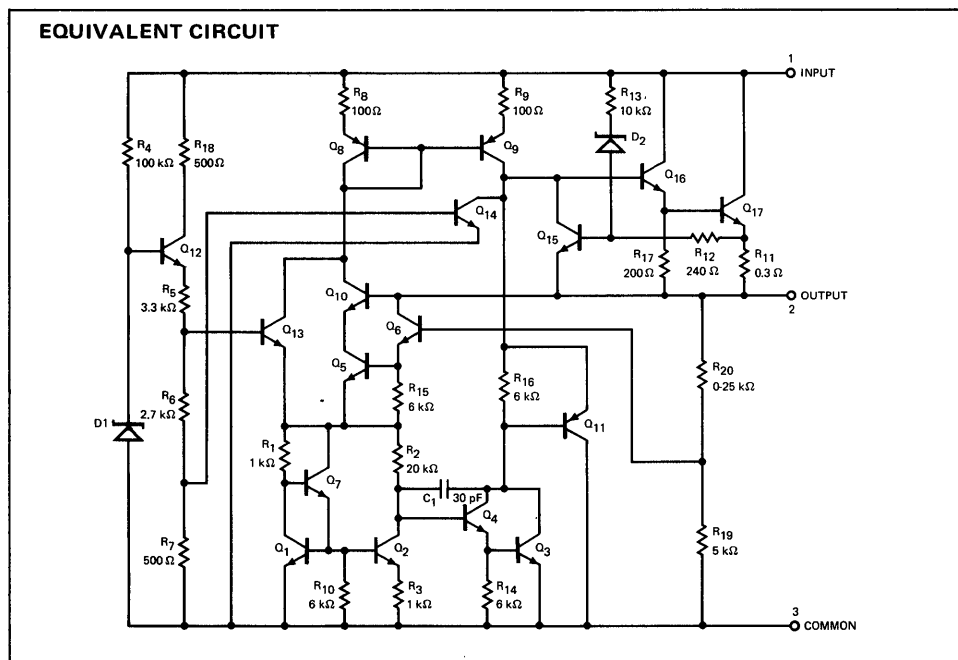 EQUIVALENT CIRCUIT
1
INPUT
R8
100Ω
R9
100Ω
R13
10 kΩ
D2
R4
100 kΩ
R18
500Ω
Q8
Q9
Q16
Q17
Q14
Q15
Q12
R17
200Ω
R12
240 Ω
R11
0.3 Ω
R5
3.3 kΩ
Q10
Q6
OUTPUT
2
Q13
Q5
R15
6 kΩ
R16
6 kΩ
R20
0-25 kΩ
R6
2.7 kΩ
D1
Q11
R1
1 kΩ
R2
20 kΩ
Q7
C1
30 pF
Q4
R7
500Ω
Q1
Q2
Q3
R19
5 kΩ
R10
6 kΩ
R3
1 kΩ
R14
6 kΩ
3
COMMON